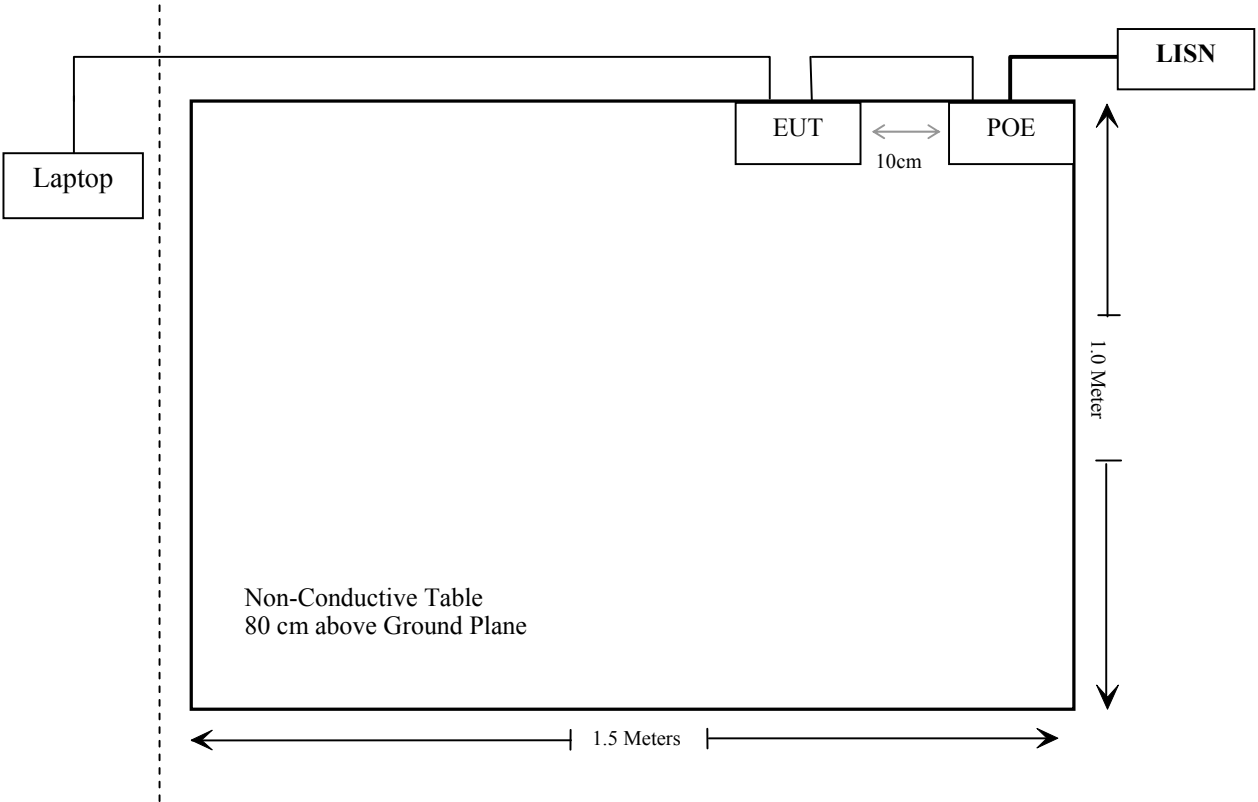 LISN
EUT
POE
10cm
Laptop
1.0 Meter
Non-Conductive Table
80 cm above Ground Plane
1.5 Meters